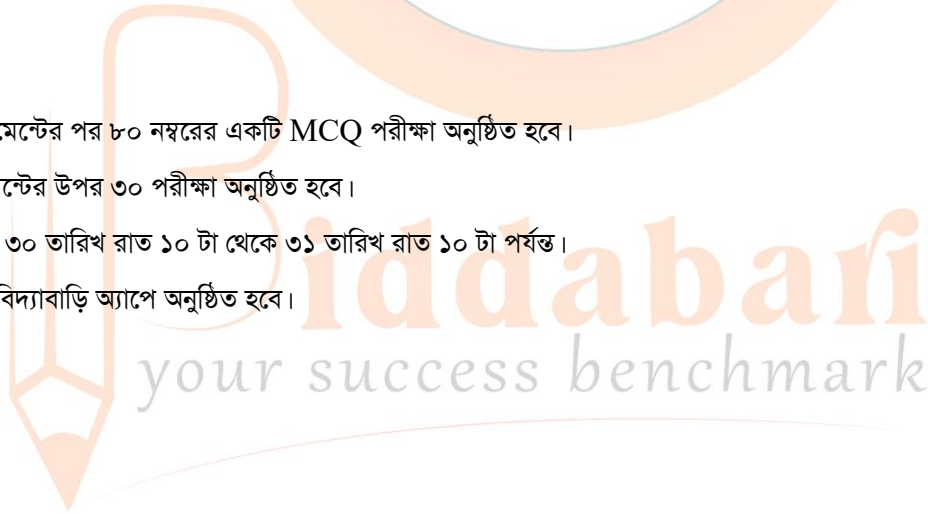 মেন্টের পর ৮০ নম্বরের একটি MCQ পরীক্ষা অনুষ্ঠিত হবে।
ন্টের উপর ৩০ পরীক্ষা অনুষ্ঠিত হবে।
৩০ তারিখ রাত ১০ টা থেকে ৩১ তারিখ রাত ১০ টা পর্যন্ত।
বিদ্যাবাড়ি অ্যাপে অনুষ্ঠিত হবে।
Biddabari
your success benchmark